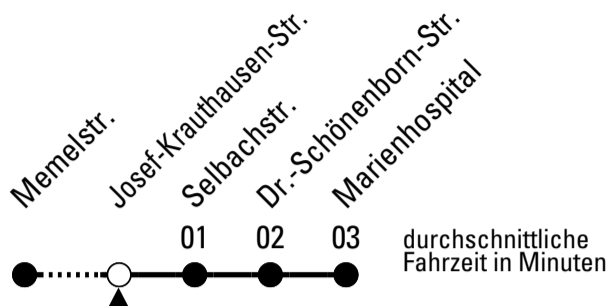 Memelstr.
Josef-Krauthausen-Str.
Selbachstr.
Dr.-Schönenborn-Str.
Marienhospital
01 02 03
durchschnittliche
Fahrzeit in Minuten